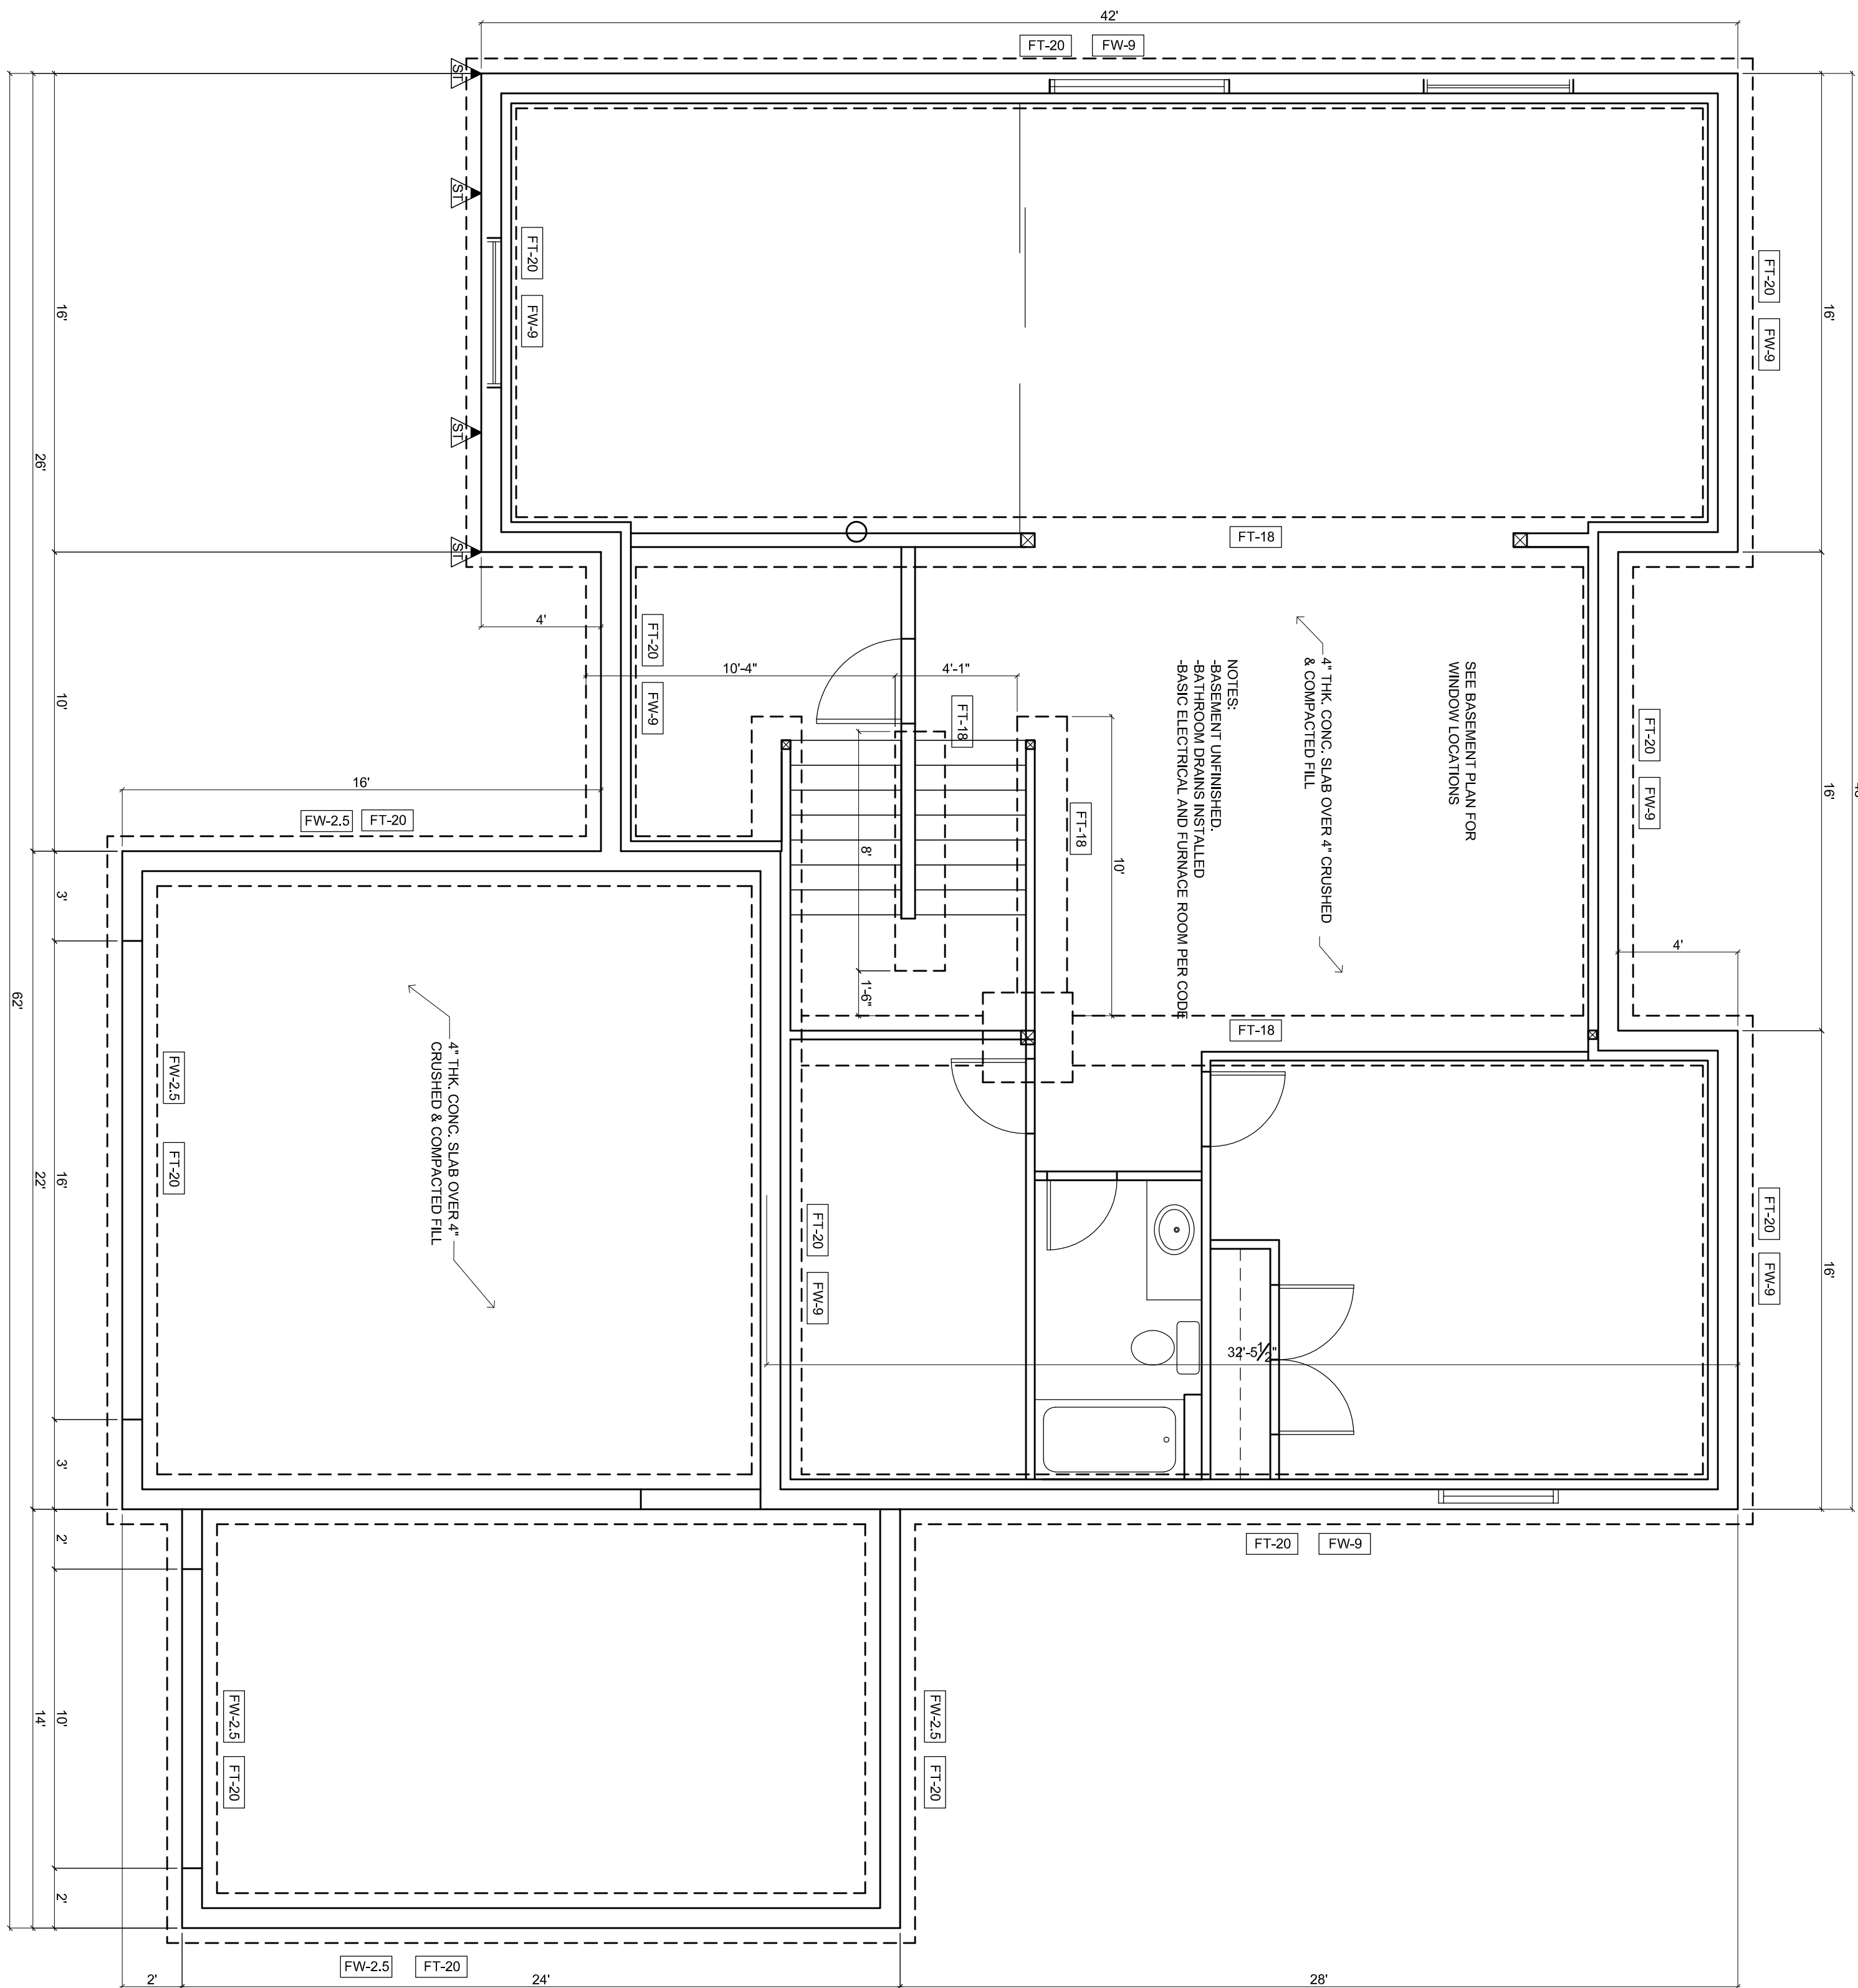 42'
FT-20 FW-9
ST
ST
ST
ST
FT-20 FW-9
FT-20 FW-9
16'
16'
26'
FT-18
4'
FT-20 FW-9
10'-4"
4'-1"
FT-18
10'
NOTES:
-BASEMENT UNFINISHED.
-BATHROOM DRAINS INSTALLED
-BASIC ELECTRICAL AND FURNACE ROOM PER CODE
4" THK. CONC. SLAB OVER 4" CRUSHED
& COMPACTED FILL
SEE BASEMENT PLAN FOR
WINDOW LOCATIONS
FT-20 FW-9
16'
16'
FW-2.5 FT-20
8'
FT-18
10'
3'
4'
1'-6"
62'
FT-18
4" THK. CONC. SLAB OVER 4"
CRUSHED & COMPACTED FILL
FW-2.5 FT-20
22'
16'
FT-20 FW-9
FT-20 FW-9
16'
32'-5 1/2"
3'
2'
FT-20 FW-9
10'
14'
FW-2.5 FT-20
FW-2.5 FT-20
2'
FW-2.5 FT-20
2'
24'
28'